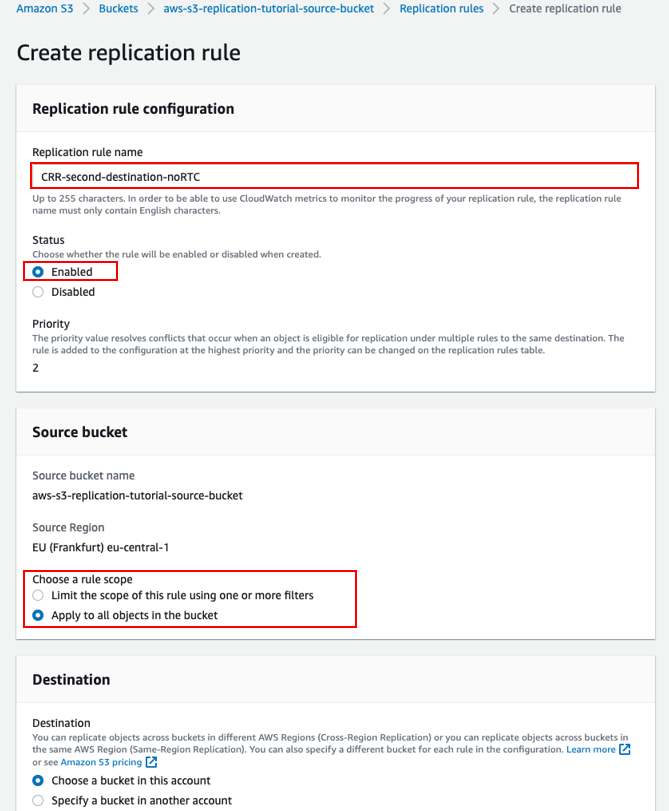 Amazon S3 > Buckets > aws-s3-replication-tutorial-source-bucket > Replication rules > Create replication rule
Create replication rule
Replication rule configuration
Replication rule name
CRR-second-destination-noRTC
Up to 255 characters. In order to be able to use CloudWatch metrics to monitor the progress of your replication rule, the replication rule
name must only contain English characters.
Status
Choose whether the rule will be enabled or disabled when created.
Enabled
Disabled
Priority
The priority value resolves conflicts that occur when an object is eligible for replication under multiple rules to the same destination. The
rule is added to the configuration at the highest priority and the priority can be changed on the replication rules table.
2
Source bucket
Source bucket name
aws-s3-replication-tutorial-source-bucket
Source Region
EU (Frankfurt) eu-central-1
Choose a rule scope
Limit the scope of this rule using one or more filters
Apply to all objects in the bucket
Destination
Destination
You can replicate objects across buckets in different AWS Regions (Cross-Region Replication) or you can replicate objects across buckets in
the same AWS Region (Same-Region Replication). You can also specify a different bucket for each rule in the configuration. Learn more
or see Amazon S3 pricing
Choose a bucket in this account
Specify a bucket in another account